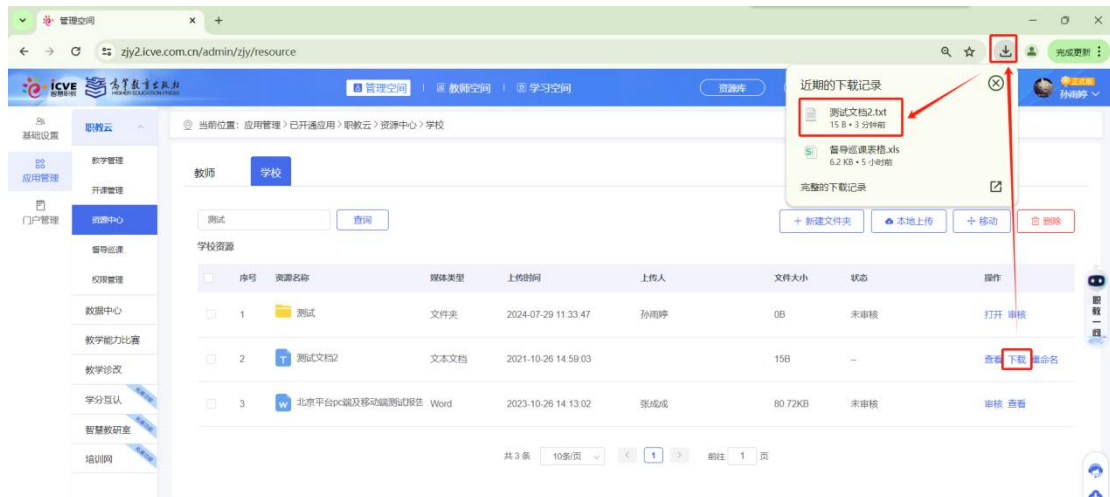 管理空间
zjy2.icve.com.cn/admin/zjy/resource
完成更新
icve 智慧职教
高等教育出版社
HIGHER EDUCATION PRESS
管理空间 教师空间 学习空间
资源库
正式版
孙雨婷
近期的下载记录
测试文档2.txt
15 B • 3 分钟前
督导巡课表格.xls
6.2 KB • 5 小时前
完整的下载记录
基础设置
应用管理
门户管理
职教云
教学管理
开课管理
资源中心
督导巡课
权限管理
数据中心
教学能力比赛
教学诊改
学分互认
智慧教研室
培训网
当前位置：应用管理>已开通应用>职教云>资源中心>学校
教师 学校
测试 查询
+ 新建文件夹 本地上传 移动 删除
学校资源
序号 资源名称 媒体类型 上传时间 上传人 文件大小 状态 操作
1 测试 文件夹 2024-07-29 11:33:47 孙雨婷 0B 未审核 打开 审核
2 测试文档2 文本文档 2021-10-26 14:59:03 15B -- 查看 下载 重命名
3 北京平台pc端及移动端测试报告 Word 2023-10-26 14:13:02 张成成 80.72KB 未审核 审核 查看
共 3 条 10条/页 1 前往 1 页
职教一问